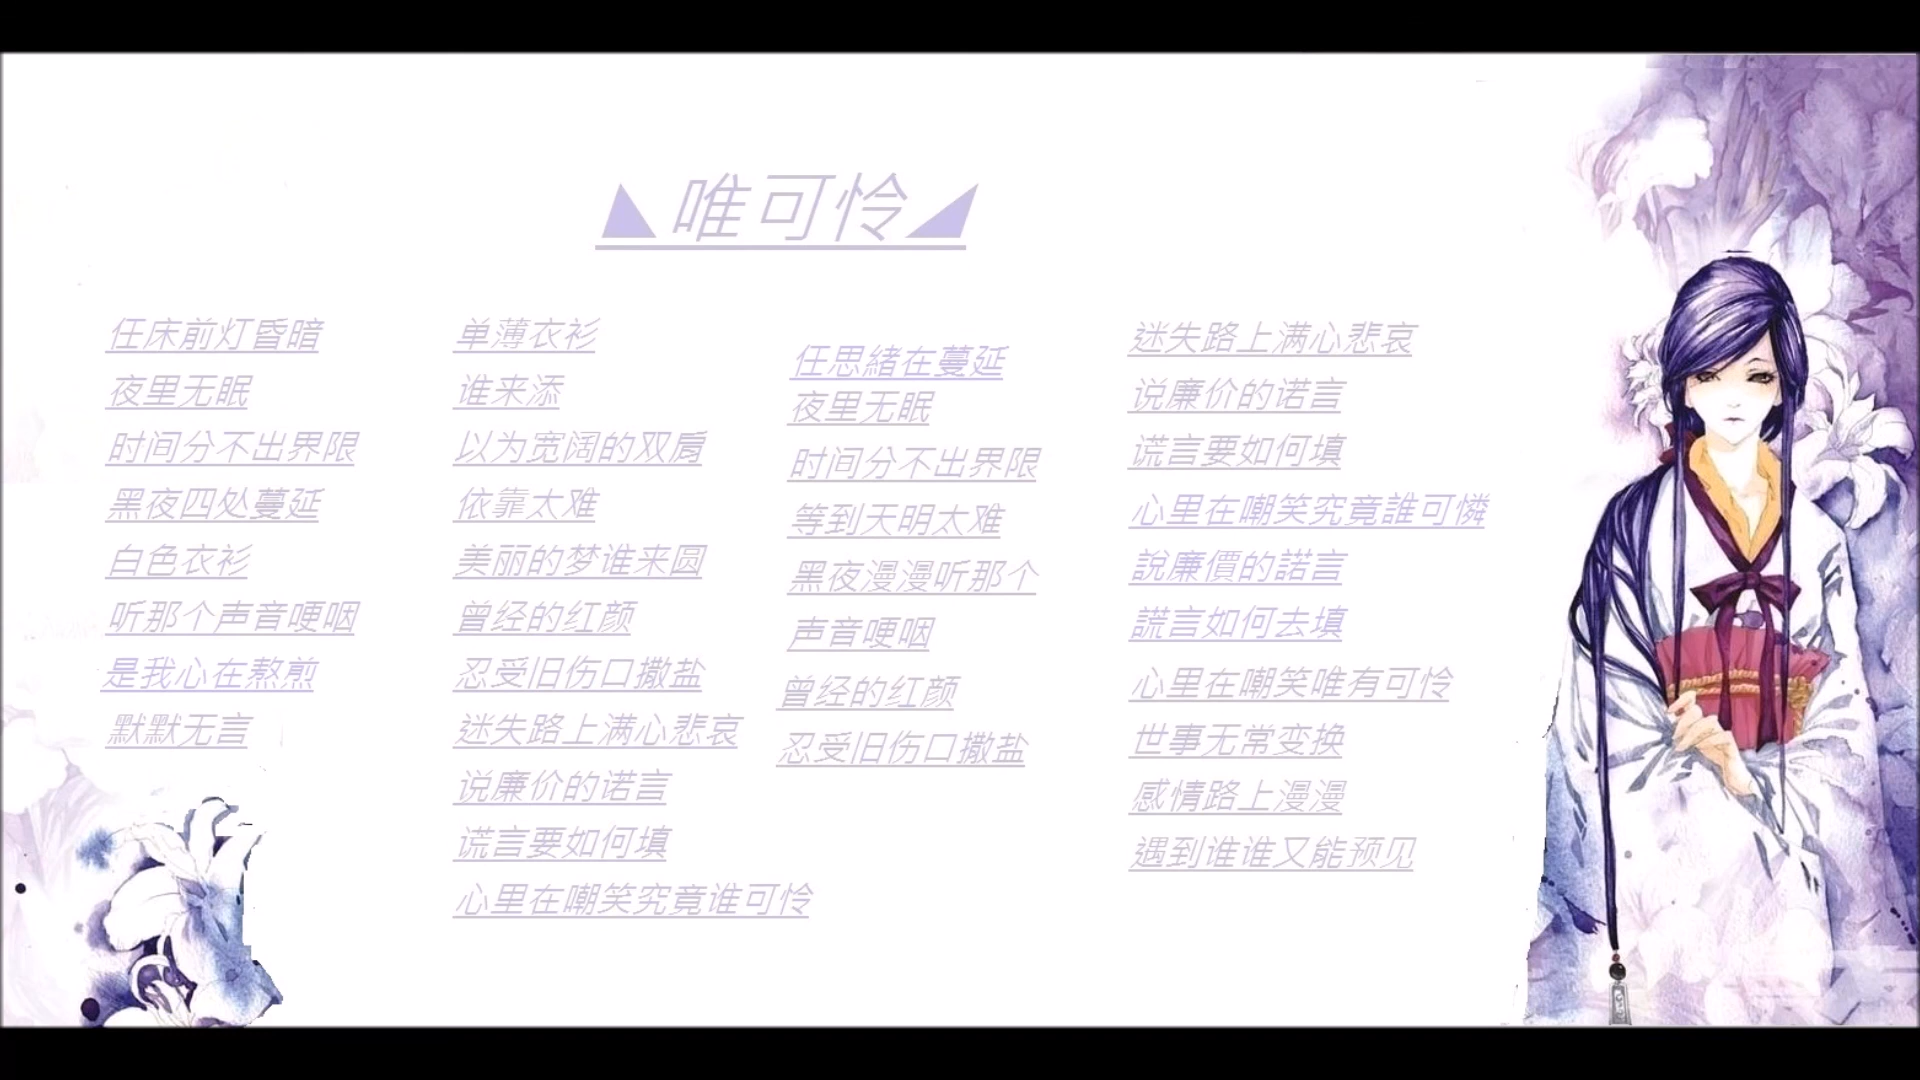 ◣唯可怜◢
任床前灯昏暗
夜里无眠
时间分不出界限
黑夜四处蔓延
白色衣衫
听那个声音哽咽
是我心在熬煎
默默无言
单薄衣衫
谁来添
以为宽阔的双肩
依靠太难
美丽的梦谁来圆
曾经的红颜
忍受旧伤口撒盐
迷失路上满心悲哀
说廉价的诺言
谎言要如何填
心里在嘲笑究竟谁可怜
任思緒在蔓延
夜里无眠
时间分不出界限
等到天明太难
黑夜漫漫听那个
声音哽咽
曾经的红颜
忍受旧伤口撒盐
迷失路上满心悲哀
说廉价的诺言
谎言要如何填
心里在嘲笑究竟誰可憐
說廉價的諾言
謊言如何去填
心里在嘲笑唯有可怜
世事无常变换
感情路上漫漫
遇到谁谁又能预见